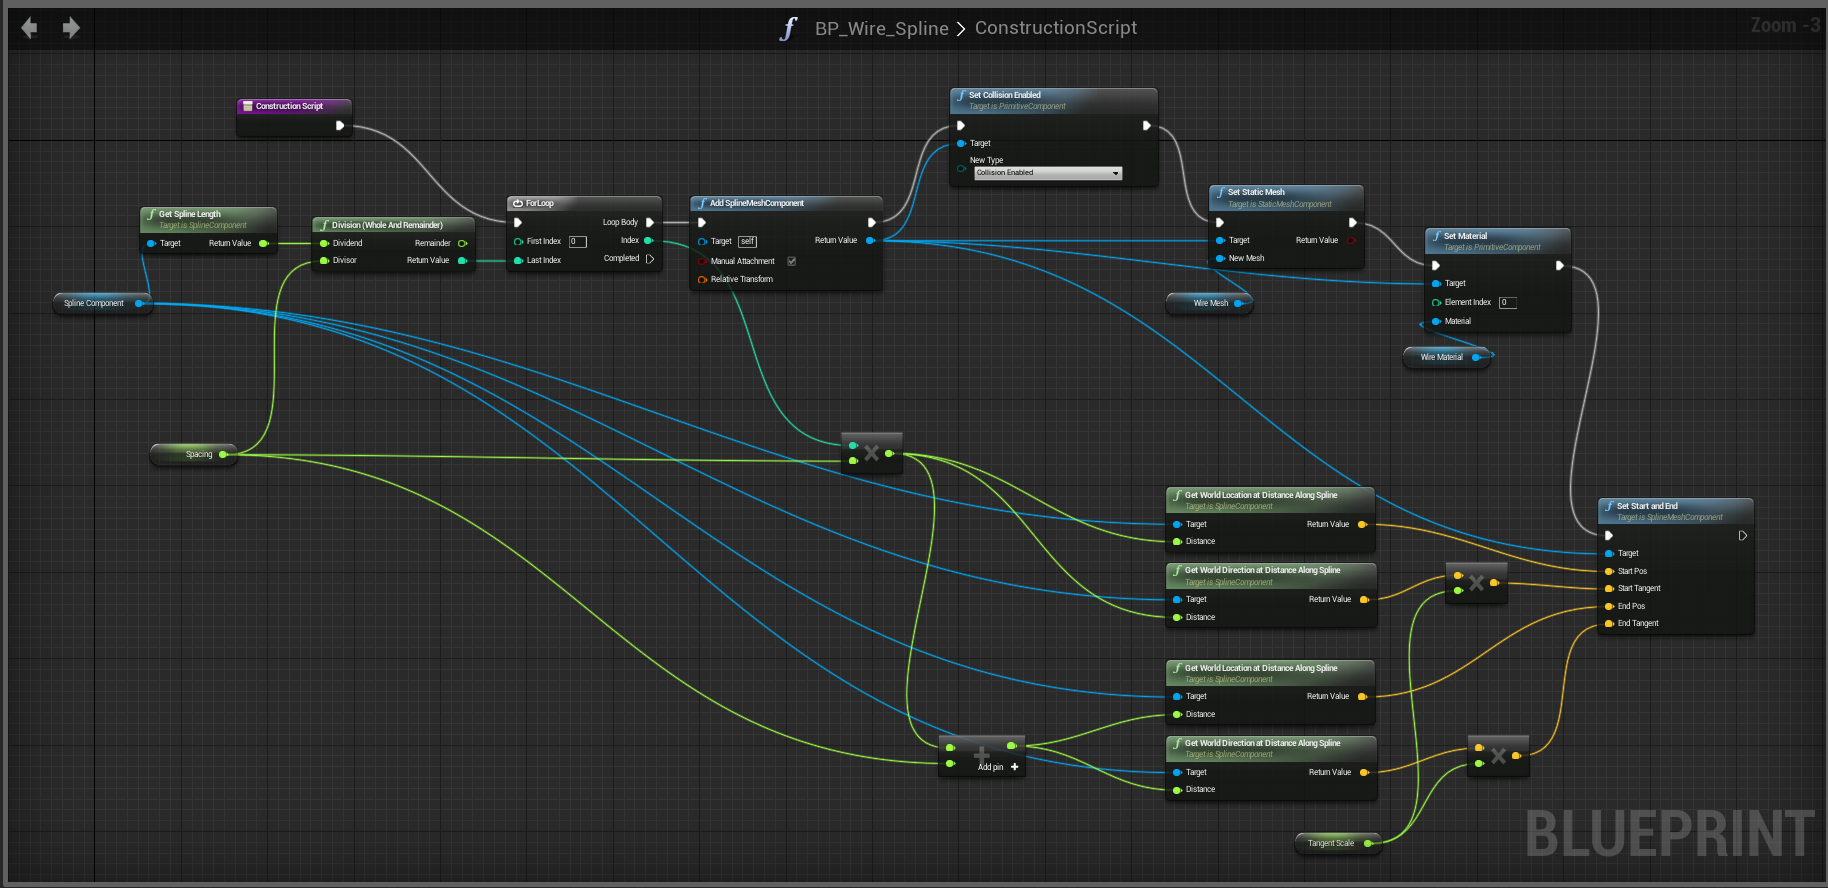 BP_Wire_Spline > ConstructionScript
Zoom -3
Construction Script
Set Collision Enabled
Target is PrimitiveComponent
Target
New Type
Collision Enabled
Get Spline Length
Target is SplineComponent
Target
Return Value
Division (Whole And Remainder)
Dividend
Remainder
Divisor
Return Value
ForLoop
Loop Body
First Index
0
Index
Last Index
Completed
Add SplineMeshComponent
Target
self
Return Value
Manual Attachment
Relative Transform
Set Static Mesh
Target is StaticMeshComponent
Target
Return Value
New Mesh
Set Material
Target is PrimitiveComponent
Target
Element Index
0
Material
Spline Component
Wire Mesh
Wire Material
Spacing
Get World Location at Distance Along Spline
Target is SplineComponent
Target
Return Value
Distance
Get World Direction at Distance Along Spline
Target is SplineComponent
Target
Return Value
Distance
Set Start and End
Target is SplineMeshComponent
Target
Start Pos
Start Tangent
End Pos
End Tangent
Get World Location at Distance Along Spline
Target is SplineComponent
Target
Return Value
Distance
Get World Direction at Distance Along Spline
Target is SplineComponent
Target
Return Value
Distance
Add pin +
Tangent Scale
BLUEPRINT